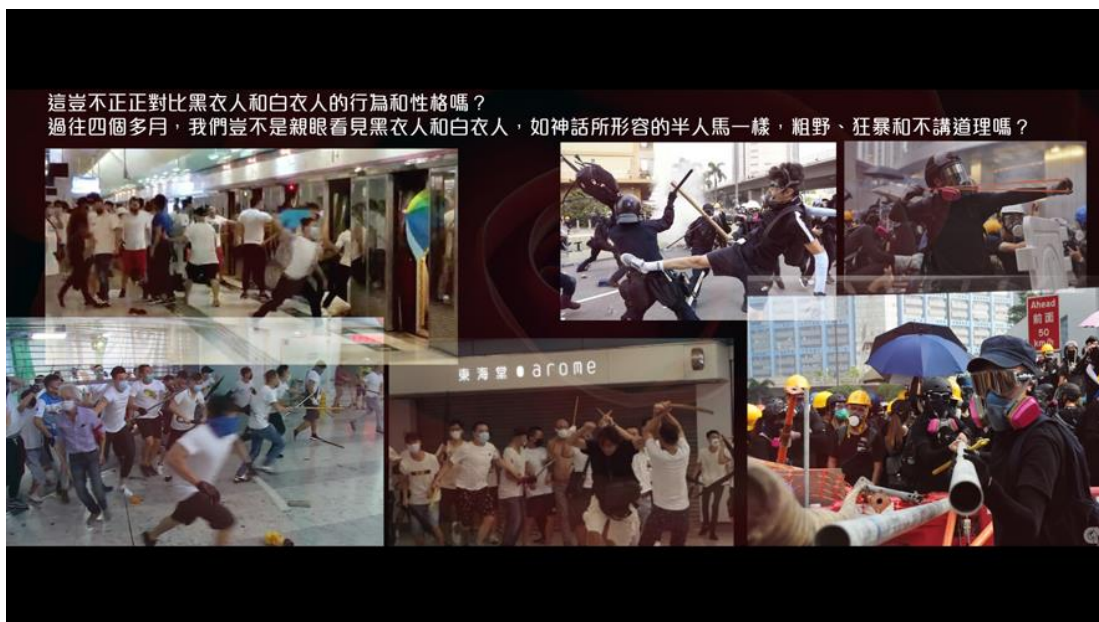 這豈不正正對比黑衣人和白衣人的行為和性格嗎？
過往四個多月，我們豈不是親眼看見黑衣人和白衣人，如神話所形容的半人馬一樣，粗野、狂暴和不講道理嗎？
東海堂 arome
Ahead
前面
50
km/h